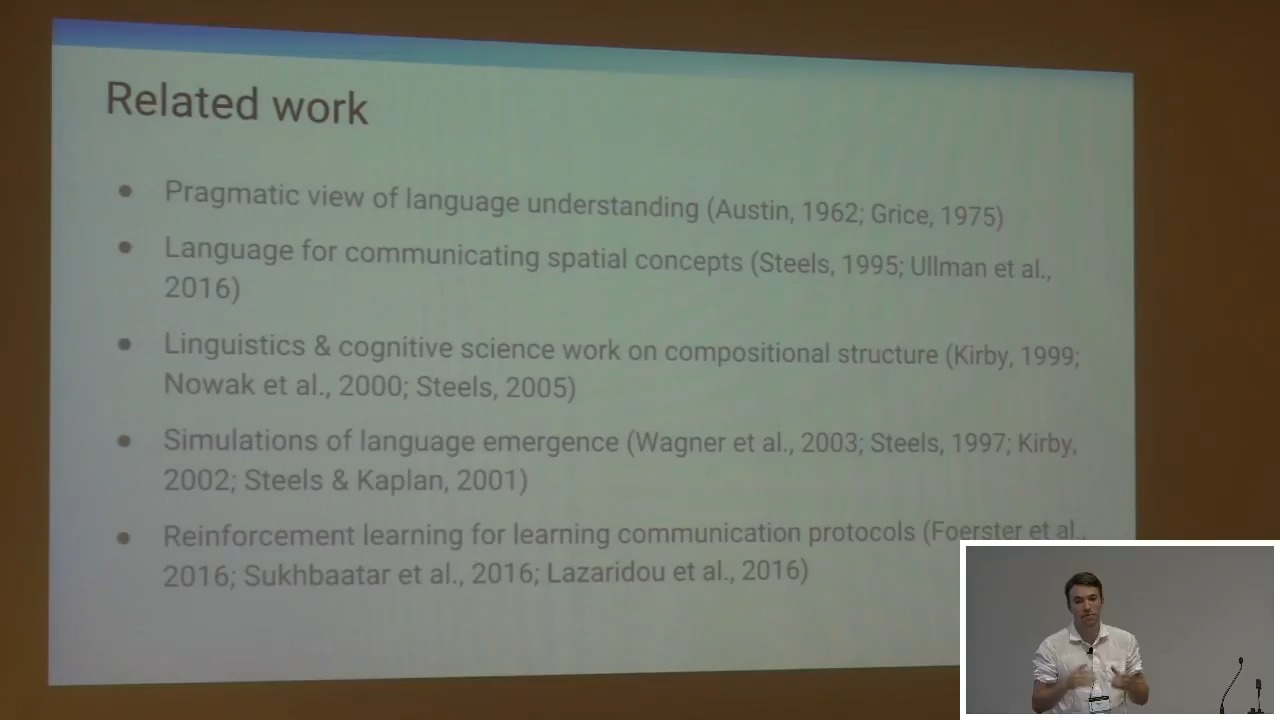 Related work
● Pragmatic view of language understanding (Austin, 1962; Grice, 1975)
● Language for communicating spatial concepts (Steels, 1995; Ullman et al.,
2016)
● Linguistics & cognitive science work on compositional structure (Kirby, 1999;
Nowak et al., 2000; Steels, 2005)
● Simulations of language emergence (Wagner et al., 2003; Steels, 1997; Kirby,
2002; Steels & Kaplan, 2001)
● Reinforcement learning for learning communication protocols (Foerster et al.,
2016; Sukhbaatar et al., 2016; Lazaridou et al., 2016)